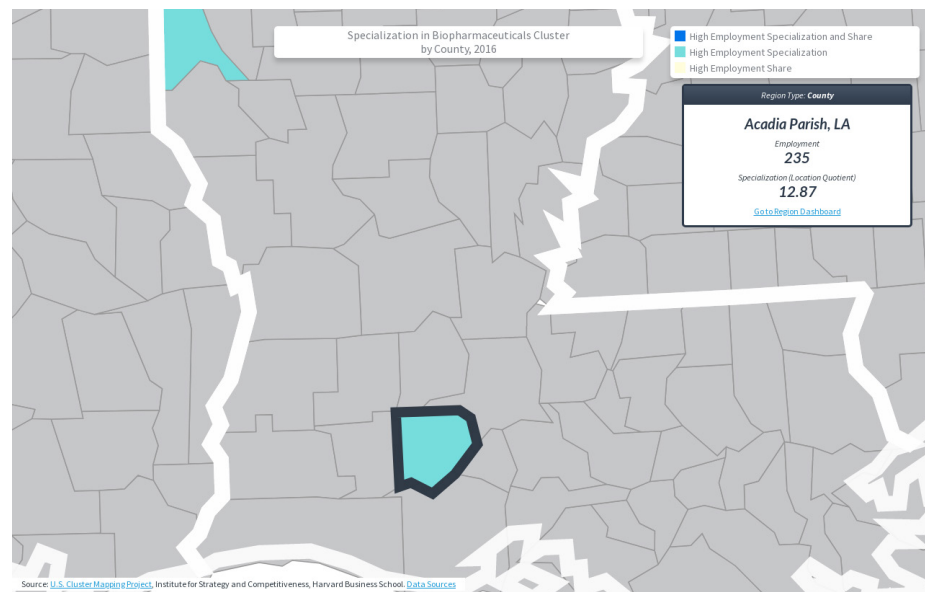 Specialization in Biopharmaceuticals Cluster
by County, 2016
High Employment Specialization and Share
High Employment Specialization
High Employment Share
Region Type: County
Acadia Parish, LA
Employment
235
Specialization (Location Quotient)
12.87
Go to Region Dashboard
Source: U.S. Cluster Mapping Project, Institute for Strategy and Competitiveness, Harvard Business School. Data Sources